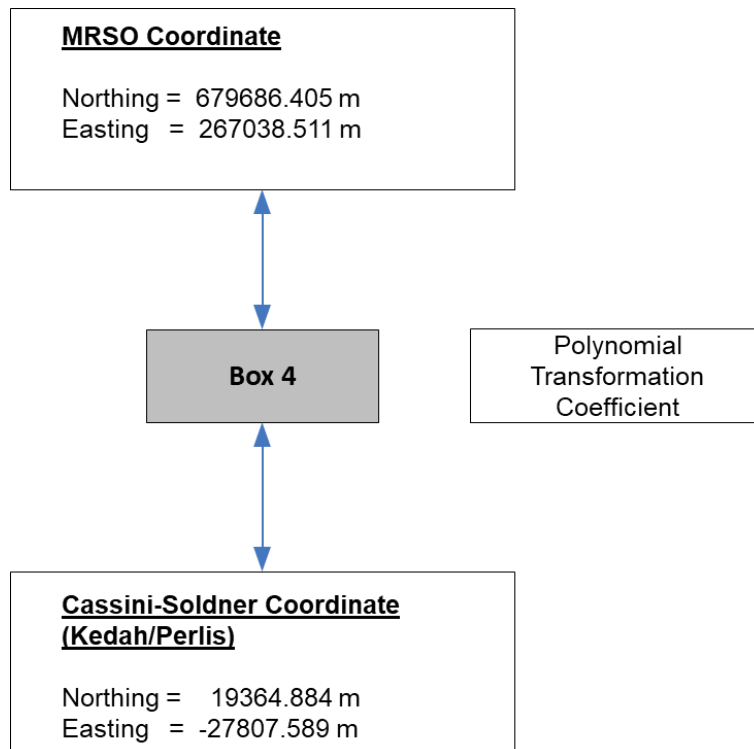 MRSO Coordinate
Northing = 679686.405 m
Easting = 267038.511 m
Box 4
Polynomial
Transformation
Coefficient
Cassini-Soldner Coordinate
(Kedah/Perlis)
Northing = 19364.884 m
Easting = -27807.589 m